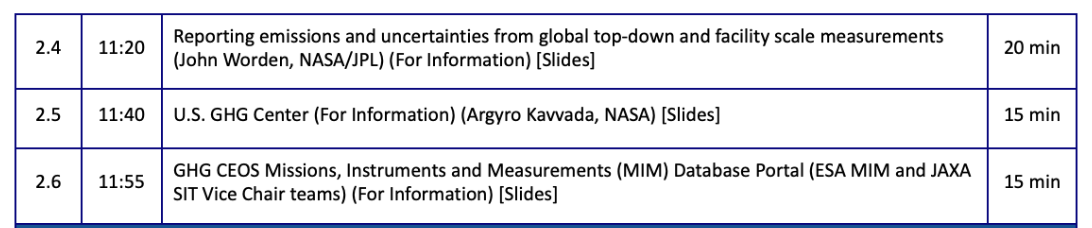 2.4 11:20 Reporting emissions and uncertainties from global top-down and facility scale measurements 20 min
(John Worden, NASA/JPL) (For Information) [Slides]
2.5 11:40 U.S. GHG Center (For Information) (Argyro Kavvada, NASA) [Slides] 15 min
2.6 11:55 GHG CEOS Missions, Instruments and Measurements (MIM) Database Portal (ESA MIM and JAXA 15 min
SIT Vice Chair teams) (For Information) [Slides]